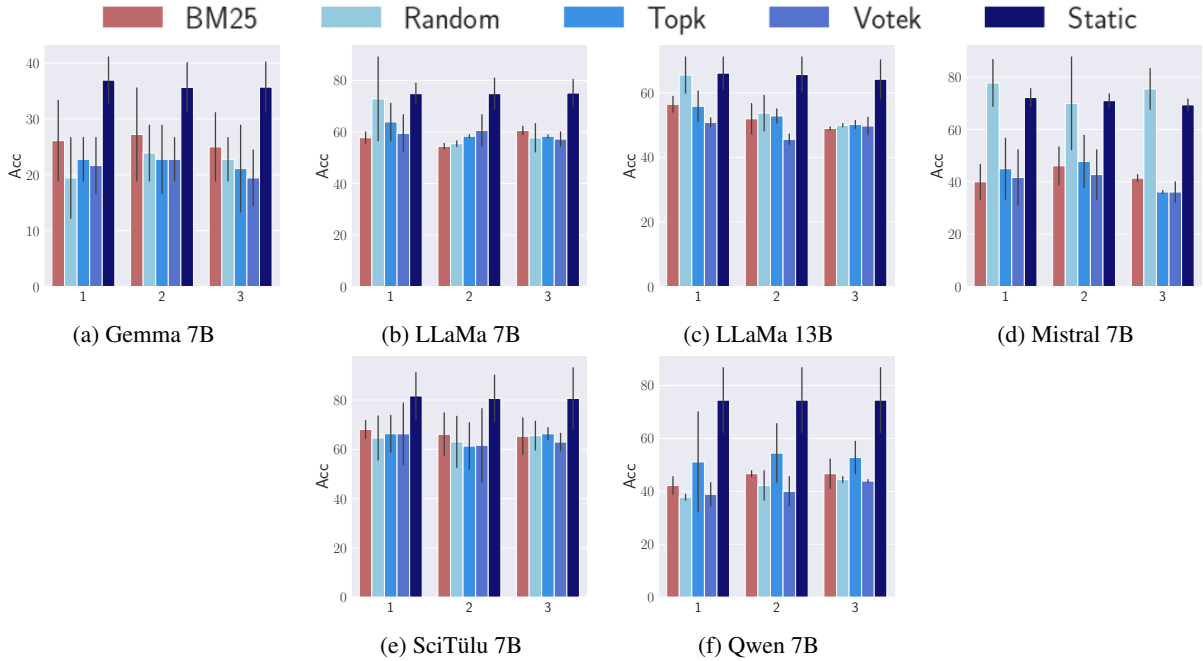 BM25 Random Topk Votek Static
40
30
20
10
0
Acc
1 2 3
(a) Gemma 7B
80
60
40
20
0
Acc
1 2 3
(b) LLaMa 7B
60
40
20
0
Acc
1 2 3
(c) LLaMa 13B
80
60
40
20
0
Acc
1 2 3
(d) Mistral 7B
80
60
40
20
0
Acc
1 2 3
(e) SciTülu 7B
80
60
40
20
0
Acc
1 2 3
(f) Qwen 7B